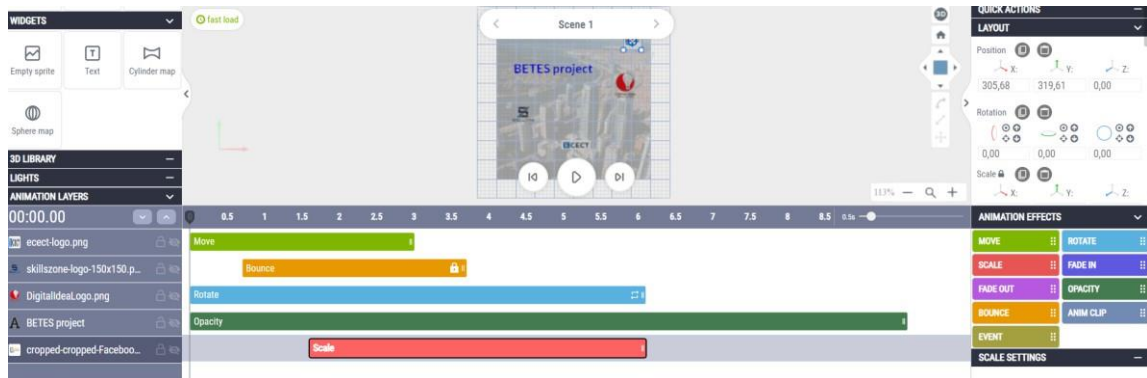 WIDGETS
Empty sprite
Text
Cylinder map
Sphere map
3D LIBRARY
LIGHTS
ANIMATION LAYERS
00:00.00
ecect-logo.png
skillszone-logo-150x150.p...
DigitalIdeaLogo.png
BETES project
cropped-cropped-Faceboo...
fast load
Scene 1
BETES project
ECECT
3D
113%
0.5 1 1.5 2 2.5 3 3.5 4 4.5 5 5.5 6 6.5 7 7.5 8 8.5 0.5s
Move
Bounce
Rotate
Opacity
Scale
QUICK ACTIONS
LAYOUT
Position
X: Y: Z:
305,68 319,61 0,00
Rotation
0,00 0,00 0,00
Scale
X: Y: Z:
ANIMATION EFFECTS
MOVE ROTATE
SCALE FADE IN
FADE OUT OPACITY
BOUNCE ANIM CLIP
EVENT
SCALE SETTINGS